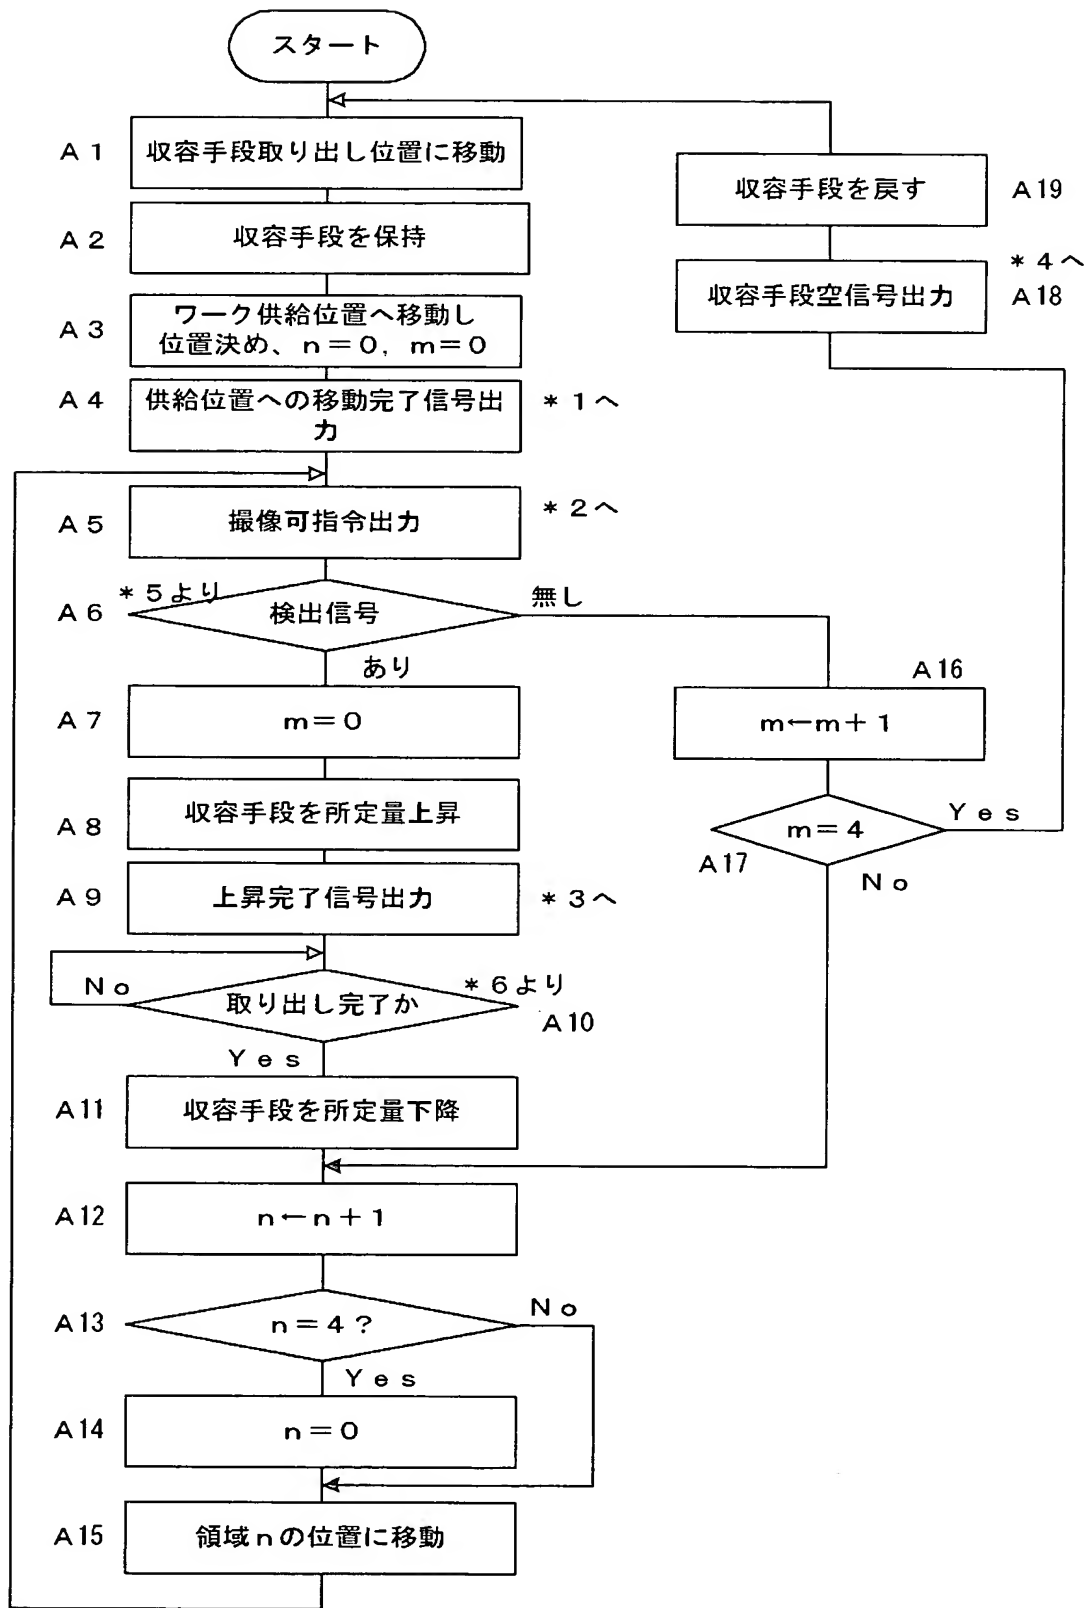 スタート
A1
収容手段取り出し位置に移動
A2
収容手段を保持
A3
ワーク供給位置へ移動し
位置決め、n=0, m=0
A4
供給位置への移動完了信号出
力
*1へ
A5
撮像可指令出力
*2へ
A6
*5より
検出信号
無し
あり
A7
m=0
A8
収容手段を所定量上昇
A9
上昇完了信号出力
*3へ
No
取り出し完了か
*6より
A10
Yes
A11
収容手段を所定量下降
A12
n←n+1
A13
n=4?
No
Yes
A14
n=0
A15
領域nの位置に移動
A16
m←m+1
m=4
Yes
A17
No
*4へ
収容手段空信号出力
A18
収容手段を戻す
A19